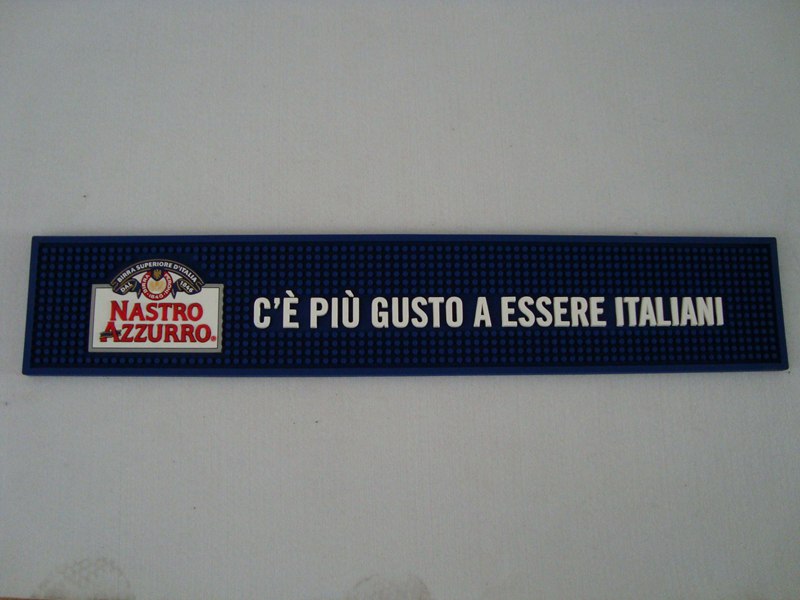 BIRRA SUPERIORE D'ITALIA
DAL 1846
NASTRO
AZZURRO®
C'È PIÙ GUSTO A ESSERE ITALIANI